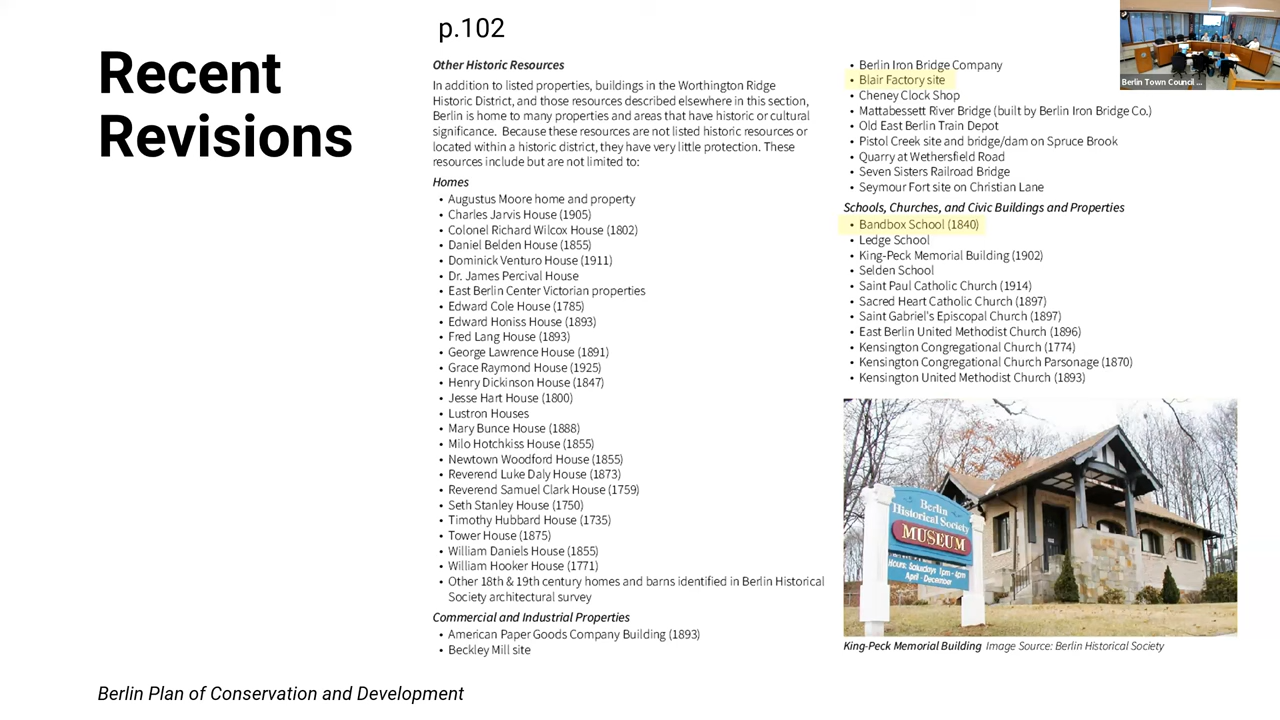 Recent
Revisions
p.102
Other Historic Resources
In addition to listed properties, buildings in the Worthington Ridge
Historic District, and those resources described elsewhere in this section,
Berlin is home to many properties and areas that have historic or cultural
significance. Because these resources are not listed historic resources or
located within a historic district, they have very little protection. These
resources include but are not limited to:
Homes
• Augustus Moore home and property
• Charles Jarvis House (1905)
• Colonel Richard Wilcox House (1802)
• Daniel Belden House (1855)
• Dominick Venturo House (1911)
• Dr. James Percival House
• East Berlin Center Victorian properties
• Edward Cole House (1785)
• Edward Honiss House (1893)
• Fred Lang House (1893)
• George Lawrence House (1891)
• Grace Raymond House (1925)
• Henry Dickinson House (1847)
• Jesse Hart House (1800)
• Lustron Houses
• Mary Bunce House (1888)
• Milo Hotchkiss House (1855)
• Newtown Woodford House (1855)
• Reverend Luke Daly House (1873)
• Reverend Samuel Clark House (1759)
• Seth Stanley House (1750)
• Timothy Hubbard House (1735)
• Tower House (1875)
• William Daniels House (1855)
• William Hooker House (1771)
• Other 18th & 19th century homes and barns identified in Berlin Historical
Society architectural survey
Commercial and Industrial Properties
• American Paper Goods Company Building (1893)
• Beckley Mill site
• Berlin Iron Bridge Company
• Blair Factory site
• Cheney Clock Shop
• Mattabessett River Bridge (built by Berlin Iron Bridge Co.)
• Old East Berlin Train Depot
• Pistol Creek site and bridge/dam on Spruce Brook
• Quarry at Wethersfield Road
• Seven Sisters Railroad Bridge
• Seymour Fort site on Christian Lane
Schools, Churches, and Civic Buildings and Properties
• Bandbox School (1840)
• Ledge School
• King-Peck Memorial Building (1902)
• Selden School
• Saint Paul Catholic Church (1914)
• Sacred Heart Catholic Church (1897)
• Saint Gabriel's Episcopal Church (1897)
• East Berlin United Methodist Church (1896)
• Kensington Congregational Church (1774)
• Kensington Congregational Church Parsonage (1870)
• Kensington United Methodist Church (1893)
Berlin
Historical Society
MUSEUM
Hours: Saturdays 1pm-4pm
April - December
King-Peck Memorial Building Image Source: Berlin Historical Society
Berlin Town Council ...
Berlin Plan of Conservation and Development